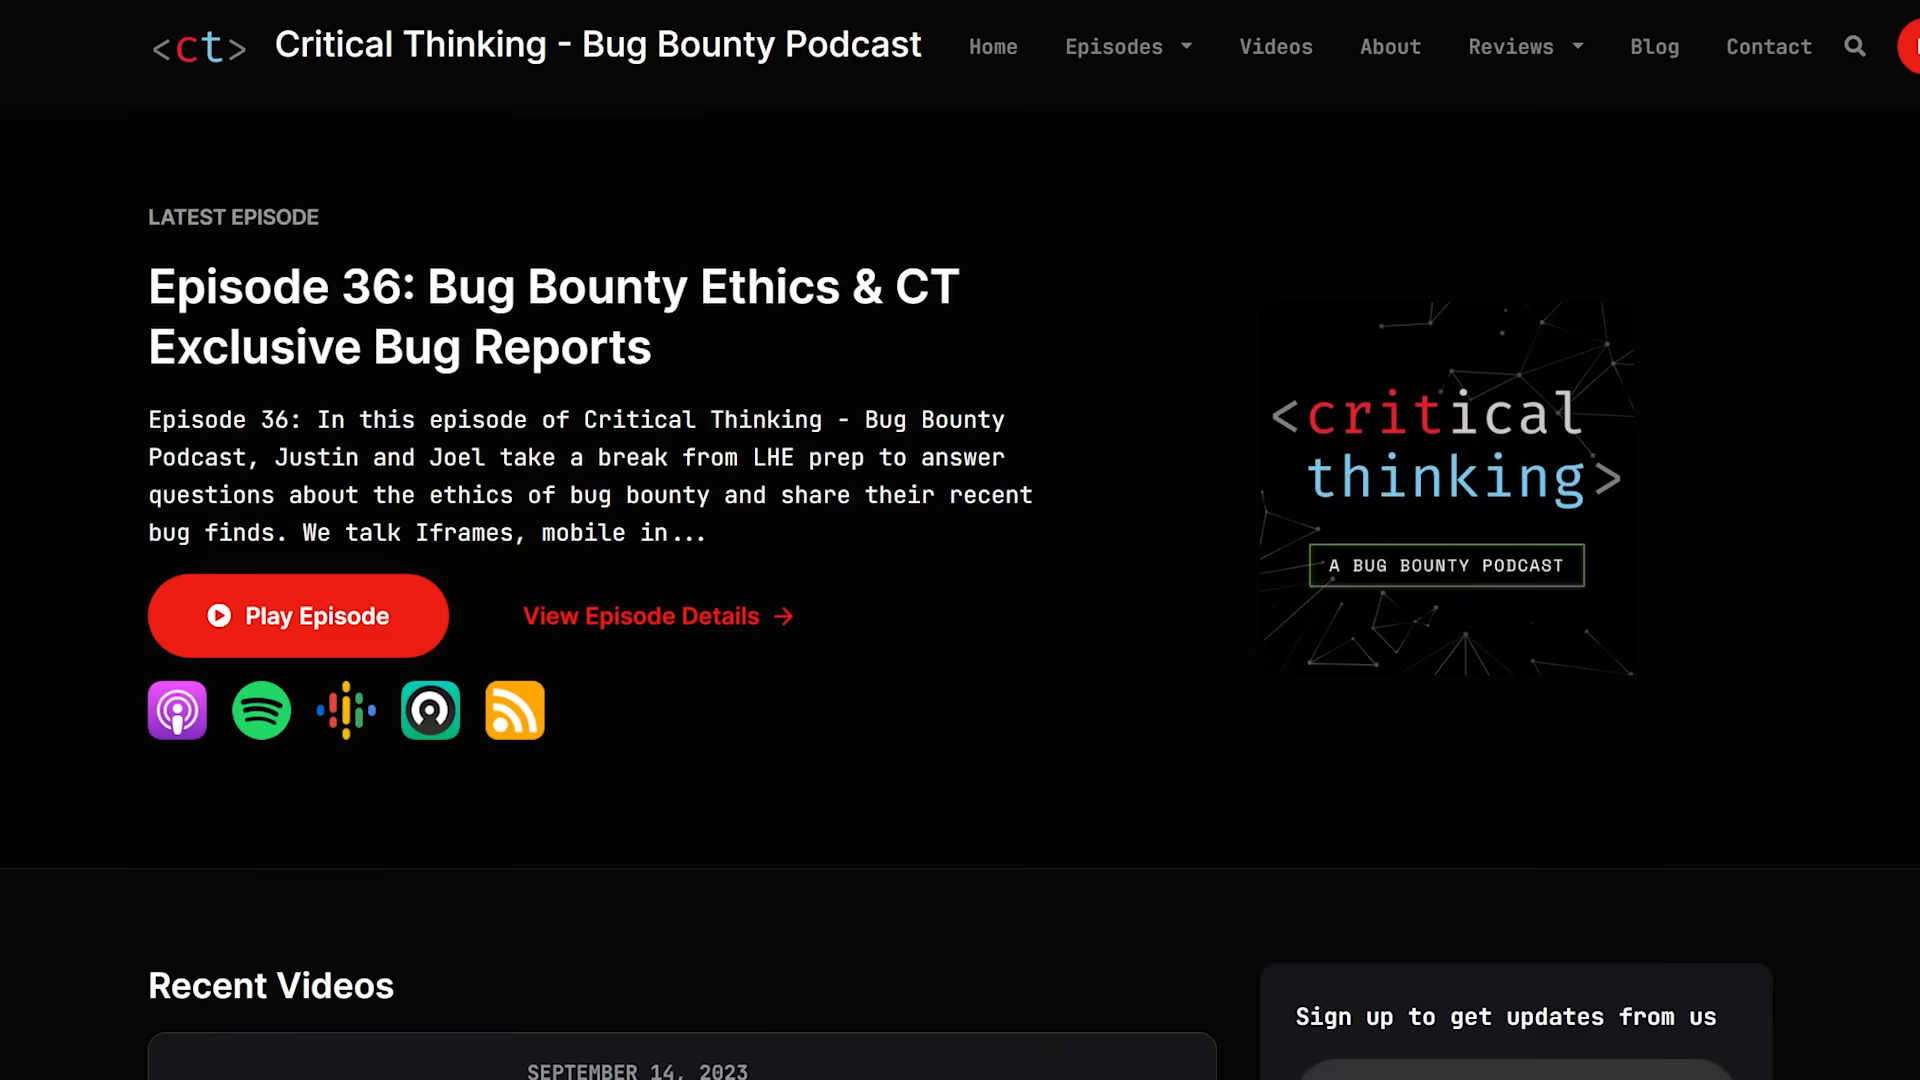 <ct> Critical Thinking - Bug Bounty Podcast Home Episodes Videos About Reviews Blog Contact
LATEST EPISODE
Episode 36: Bug Bounty Ethics & CT
Exclusive Bug Reports
Episode 36: In this episode of Critical Thinking - Bug Bounty
Podcast, Justin and Joel take a break from LHE prep to answer
questions about the ethics of bug bounty and share their recent
bug finds. We talk Iframes, mobile in...
Play Episode View Episode Details →
<critical
thinking>
A BUG BOUNTY PODCAST
Recent Videos
SEPTEMBER 14, 2023
Sign up to get updates from us